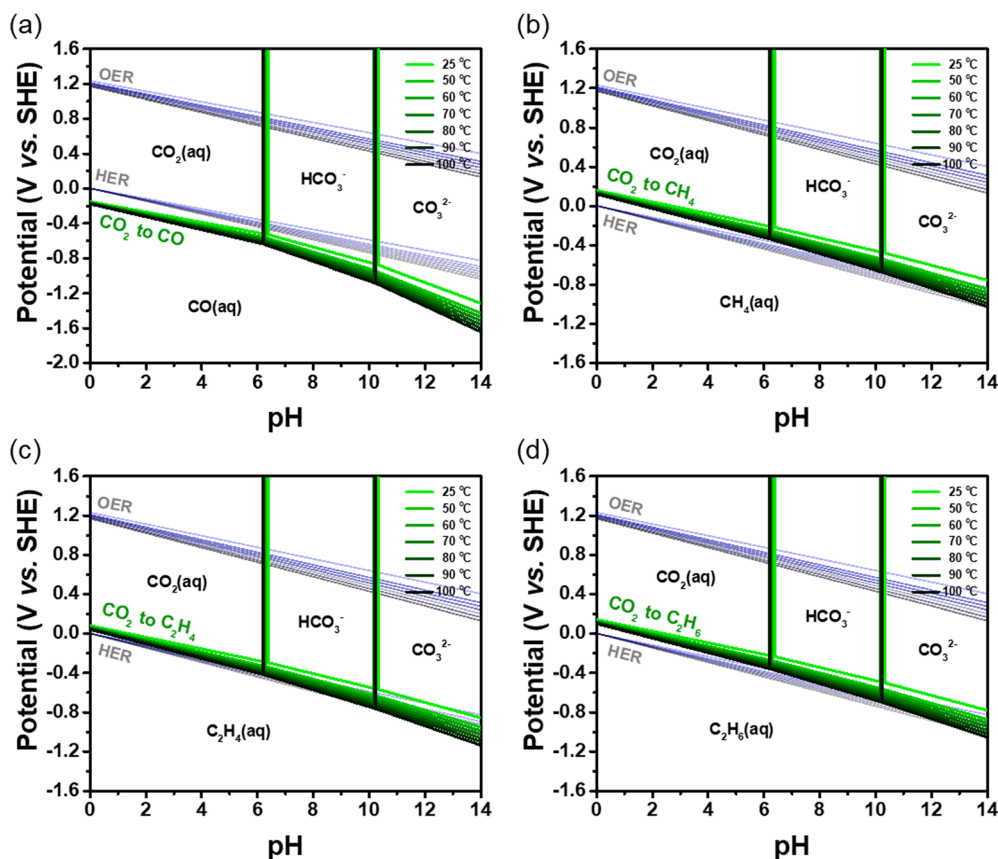 (a)
1.6
1.2
0.8
0.4
0.0
-0.4
-0.8
-1.2
-1.6
-2.0
Potential (V vs. SHE)
OER
CO₂(aq)
HER
CO₂ to CO
CO(aq)
HCO₃⁻
CO₃²⁻
25 °C
50 °C
60 °C
70 °C
80 °C
90 °C
100 °C
0 2 4 6 8 10 12 14
pH
(b)
1.6
1.2
0.8
0.4
0.0
-0.4
-0.8
-1.2
-1.6
Potential (V vs. SHE)
OER
CO₂(aq)
CO₂ to CH₄
HER
CH₄(aq)
HCO₃⁻
CO₃²⁻
25 °C
50 °C
60 °C
70 °C
80 °C
90 °C
100 °C
0 2 4 6 8 10 12 14
pH
(c)
1.6
1.2
0.8
0.4
0.0
-0.4
-0.8
-1.2
-1.6
Potential (V vs. SHE)
OER
CO₂(aq)
CO₂ to C₂H₄
HER
C₂H₄(aq)
HCO₃⁻
CO₃²⁻
25 °C
50 °C
60 °C
70 °C
80 °C
90 °C
100 °C
0 2 4 6 8 10 12 14
pH
(d)
1.6
1.2
0.8
0.4
0.0
-0.4
-0.8
-1.2
-1.6
Potential (V vs. SHE)
OER
CO₂(aq)
CO₂ to C₂H₆
HER
C₂H₆(aq)
HCO₃⁻
CO₃²⁻
25 °C
50 °C
60 °C
70 °C
80 °C
90 °C
100 °C
0 2 4 6 8 10 12 14
pH